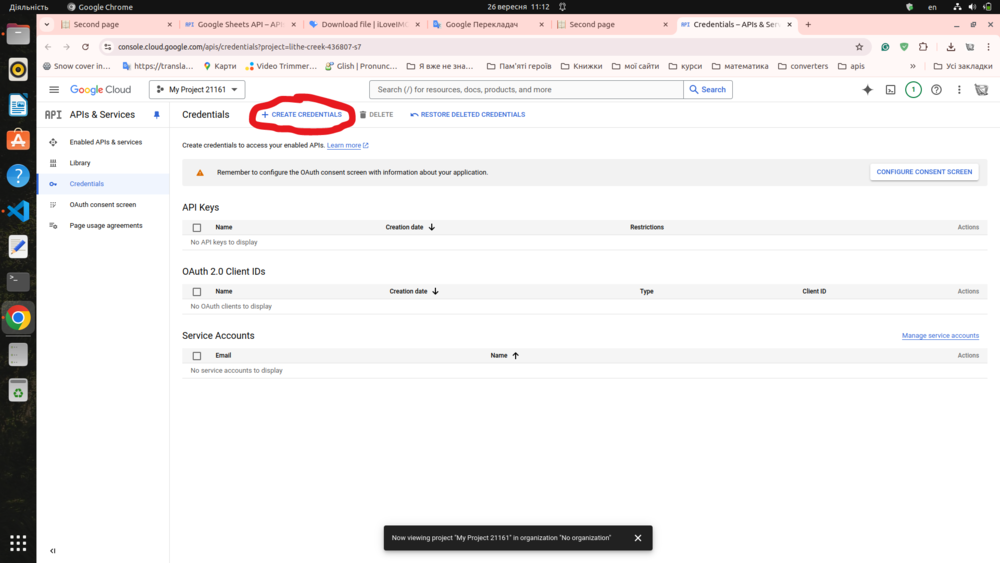 Діяльність
Google Chrome
26 вересня 11:12
en
Second page
Google Sheets API – API
Download file | iLoveIMG
Google Перекладач
Second page
Credentials – APIs & Serv
console.cloud.google.com/apis/credentials?project=lithe-creek-436807-s7
Snow cover in…
https://transla…
Карти
Video Trimmer…
Glish | Pronunc…
Я вже не зна…
Пам'яті героїв
Книжки
мої сайти
курси
математика
converters
apis
»
Усі закладки
Google Cloud
My Project 21161
Search (/) for resources, docs, products, and more
Search
1
API APIs & Services
Credentials
+ CREATE CREDENTIALS
DELETE
RESTORE DELETED CREDENTIALS
Enabled APIs & services
Library
Credentials
OAuth consent screen
Page usage agreements
Create credentials to access your enabled APIs. Learn more
Remember to configure the OAuth consent screen with information about your application.
CONFIGURE CONSENT SCREEN
API Keys
Name Creation date Restrictions Actions
No API keys to display
OAuth 2.0 Client IDs
Name Creation date Type Client ID Actions
No OAuth clients to display
Service Accounts
Manage service accounts
Email Name Actions
No service accounts to display
Now viewing project "My Project 21161" in organization "No organization"